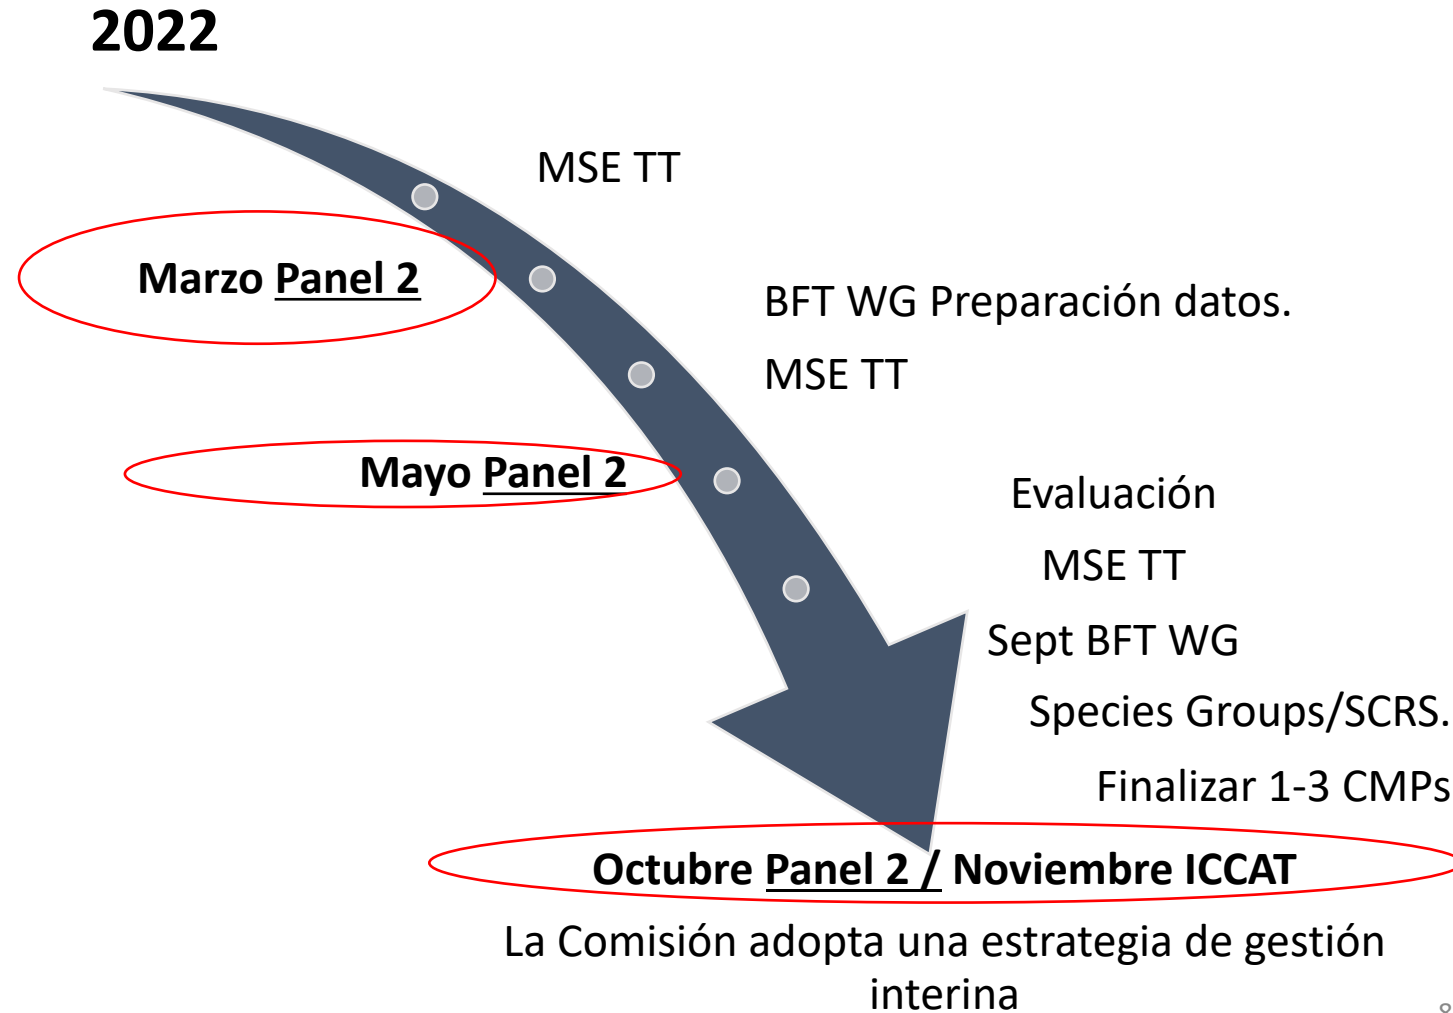 2022
MSE TT
Marzo Panel 2
BFT WG Preparación datos.
MSE TT
Mayo Panel 2
Evaluación
MSE TT
Sept BFT WG
Species Groups/SCRS.
Finalizar 1-3 CMPs
Octubre Panel 2 / Noviembre ICCAT
La Comisión adopta una estrategia de gestión
interina
8